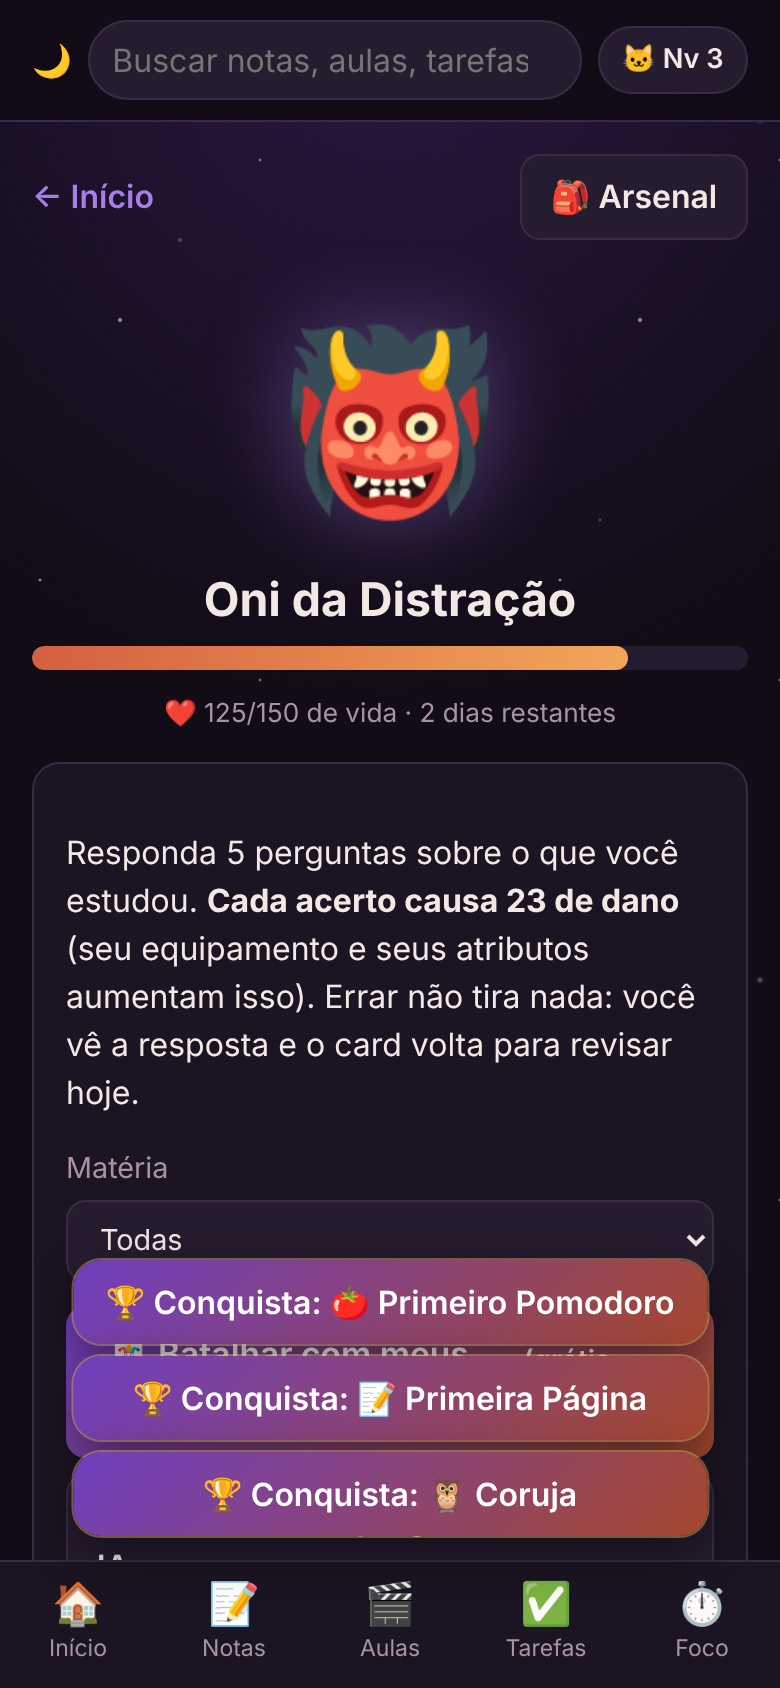 Buscar notas, aulas, tarefas
Nv 3
← Início
Arsenal
Oni da Distração
125/150 de vida · 2 dias restantes
Responda 5 perguntas sobre o que você
estudou. Cada acerto causa 23 de dano
(seu equipamento e seus atributos
aumentam isso). Errar não tira nada: você
vê a resposta e o card volta para revisar
hoje.
Matéria
Todas
Conquista: Primeiro Pomodoro
Batalhar com meus
Conquista: Primeira Página
Conquista: Coruja
Início
Notas
Aulas
Tarefas
Foco